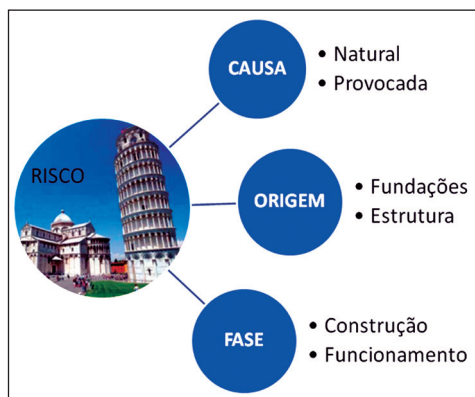 RISCO
CAUSA
• Natural
• Provocada
ORIGEM
• Fundações
• Estrutura
FASE
• Construção
• Funcionamento